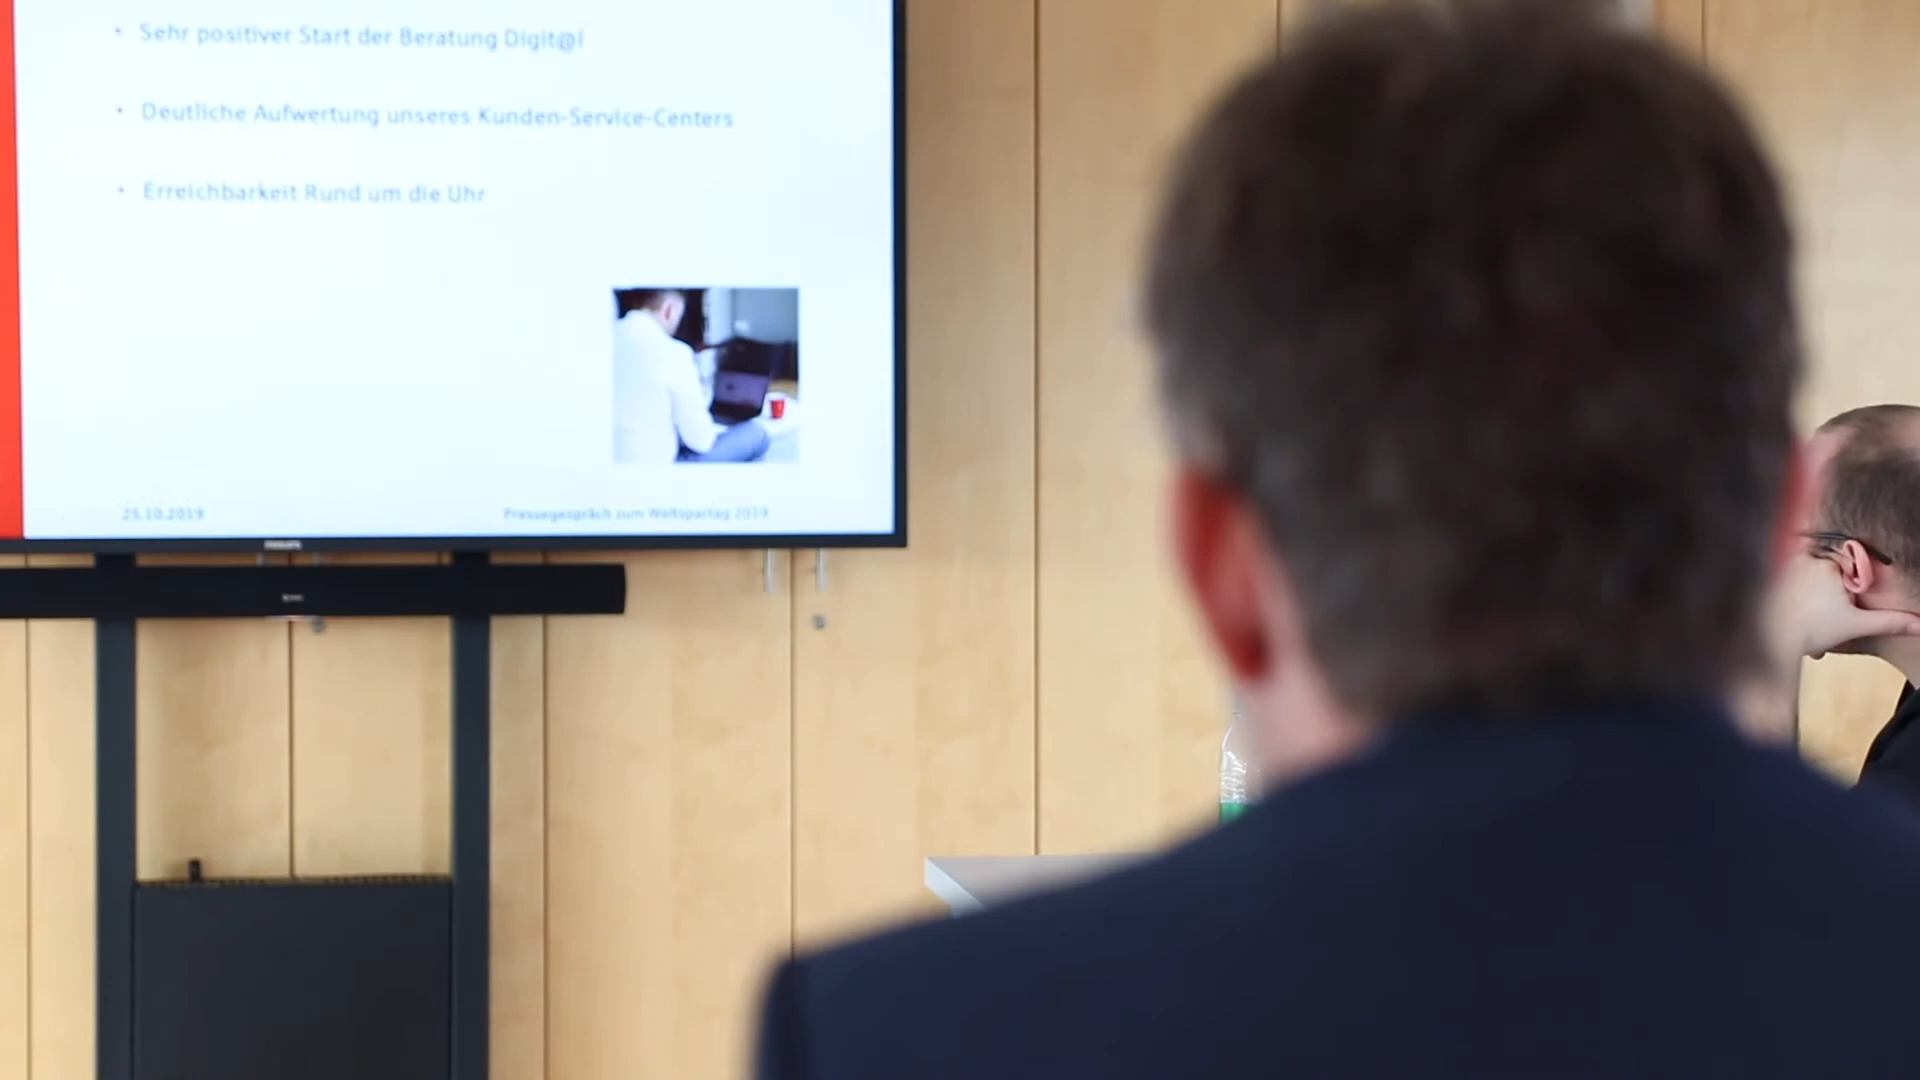 • Sehr positiver Start der Beratung Digit@l
• Deutliche Aufwertung unseres Kunden-Service-Centers
• Erreichbarkeit Rund um die Uhr
25.10.2019
Pressegespräch zum Weltspartag 2019
PHILIPS